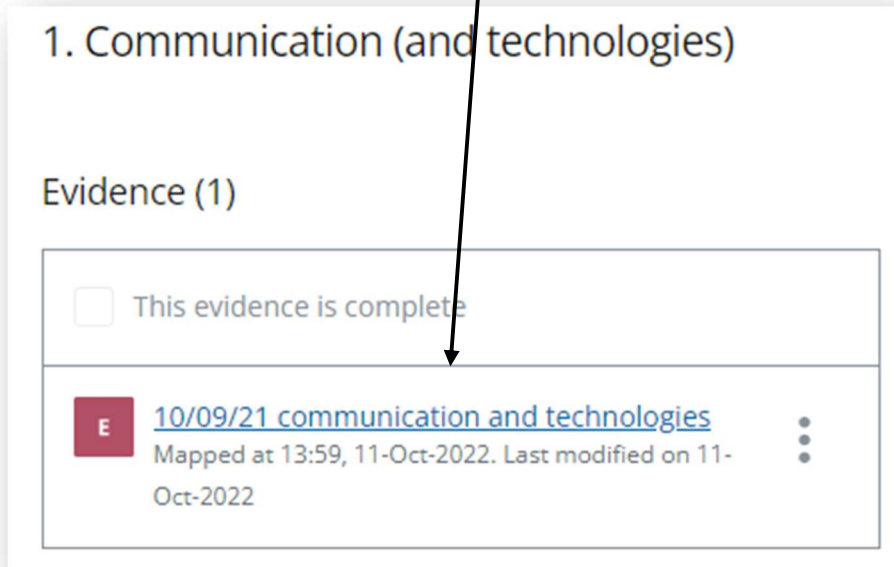 1. Communication (and technologies)
Evidence (1)
This evidence is complete
E
10/09/21 communication and technologies
Mapped at 13:59, 11-Oct-2022. Last modified on 11-
Oct-2022